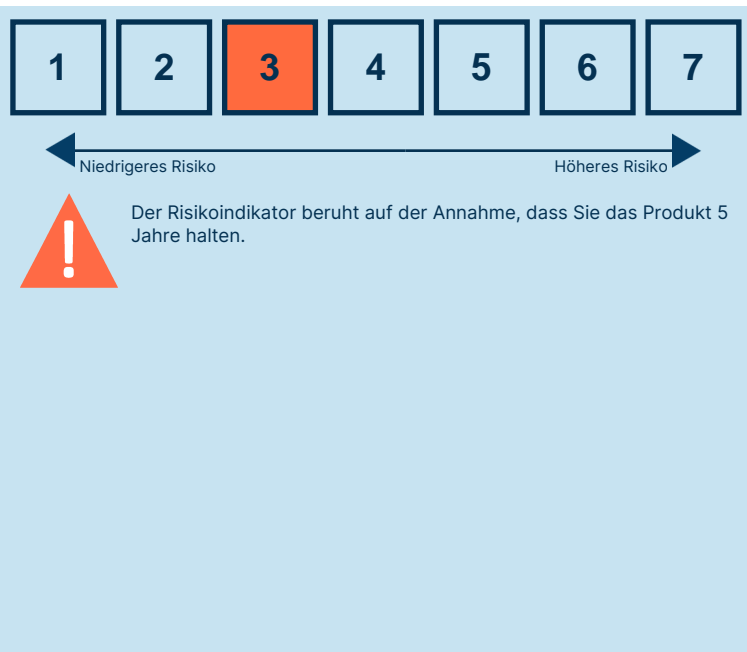 1 2 3 4 5 6 7
Niedrigeres Risiko Höheres Risiko
Der Risikoindikator beruht auf der Annahme, dass Sie das Produkt 5
Jahre halten.
!